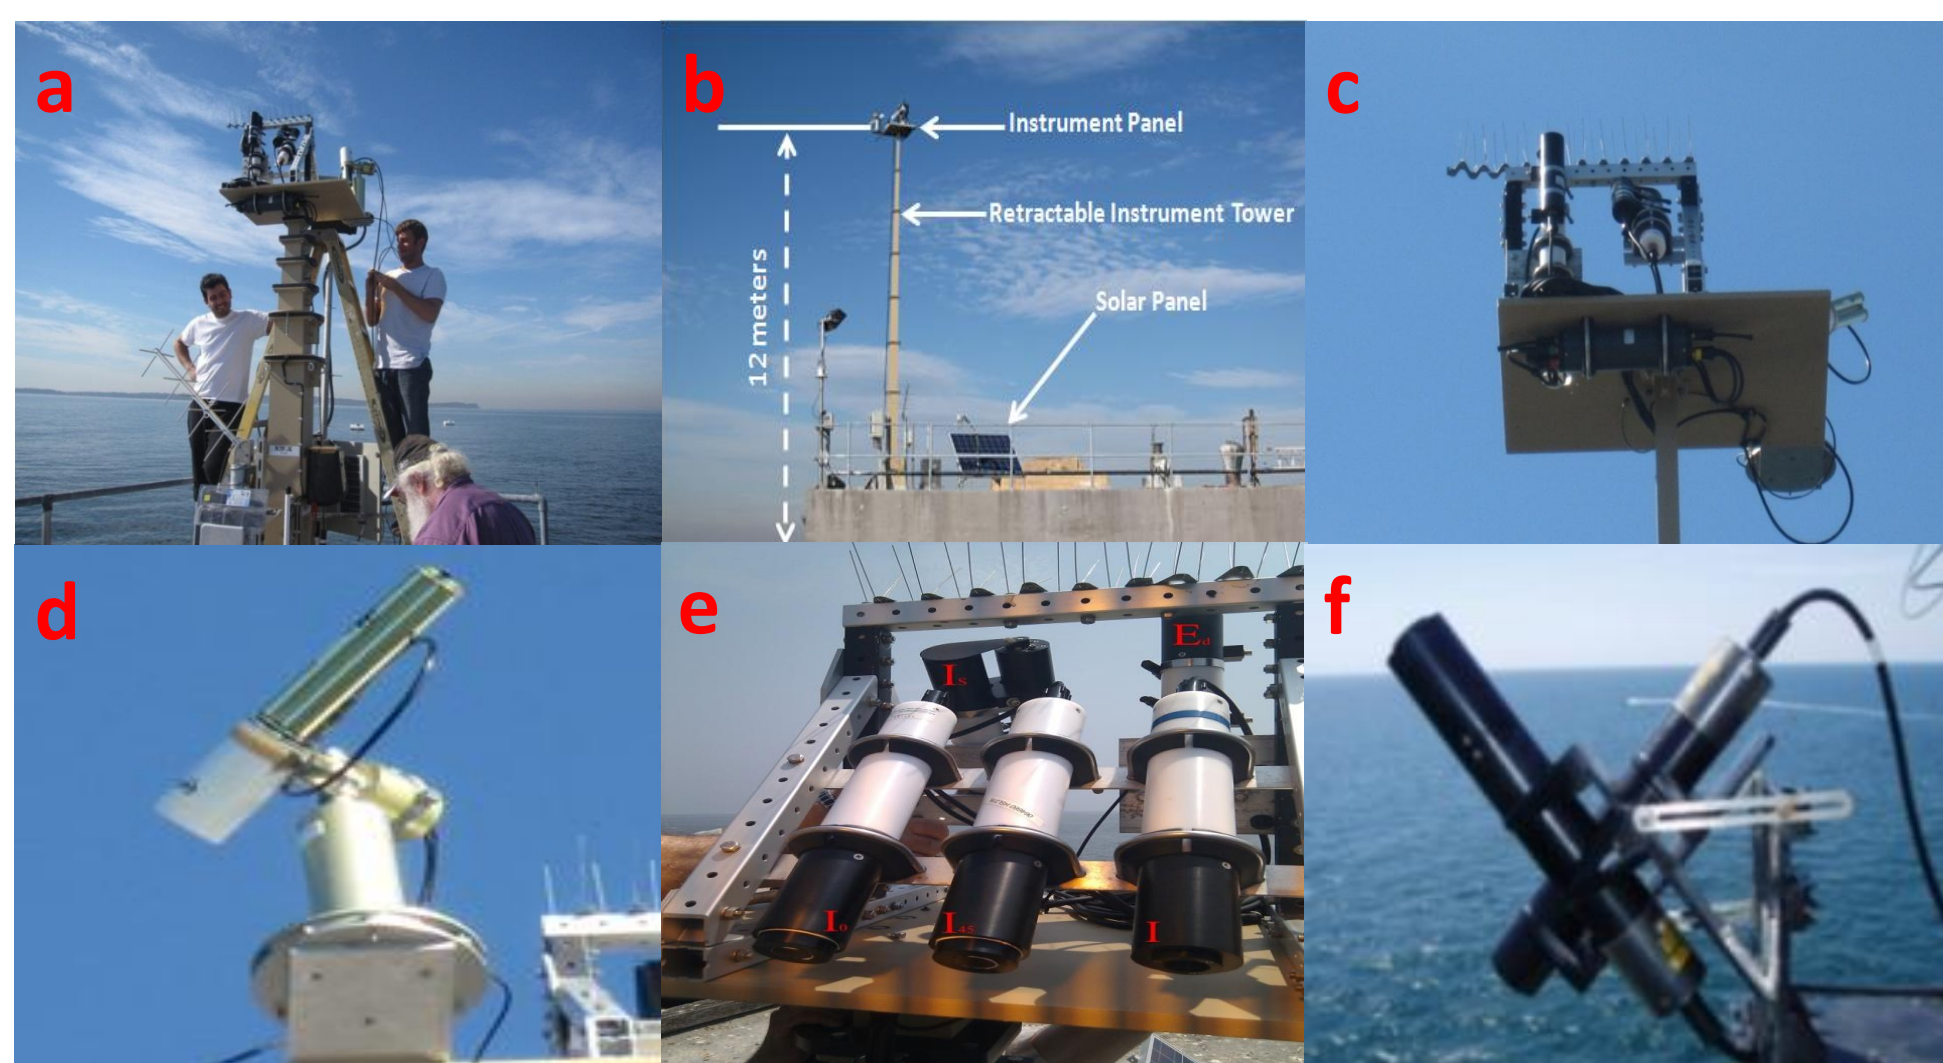 a
b
c
Instrument Panel
Retractable Instrument Tower
Solar Panel
12 meters
d
e
f
Ed
Is
I0
I45
I